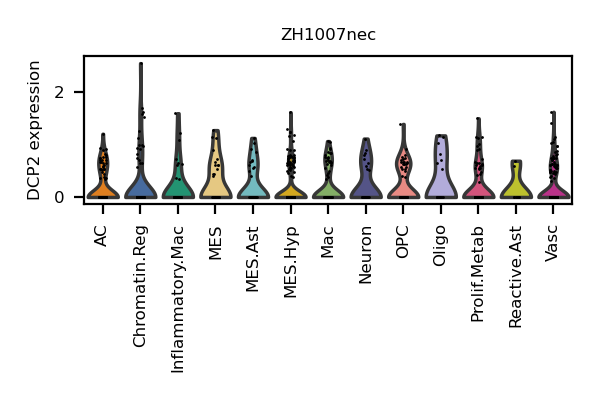 ZH1007nec
DCP2 expression
2
0
AC
Chromatin.Reg
Inflammatory.Mac
MES
MES.Ast
MES.Hyp
Mac
Neuron
OPC
Oligo
Prolif.Metab
Reactive.Ast
Vasc